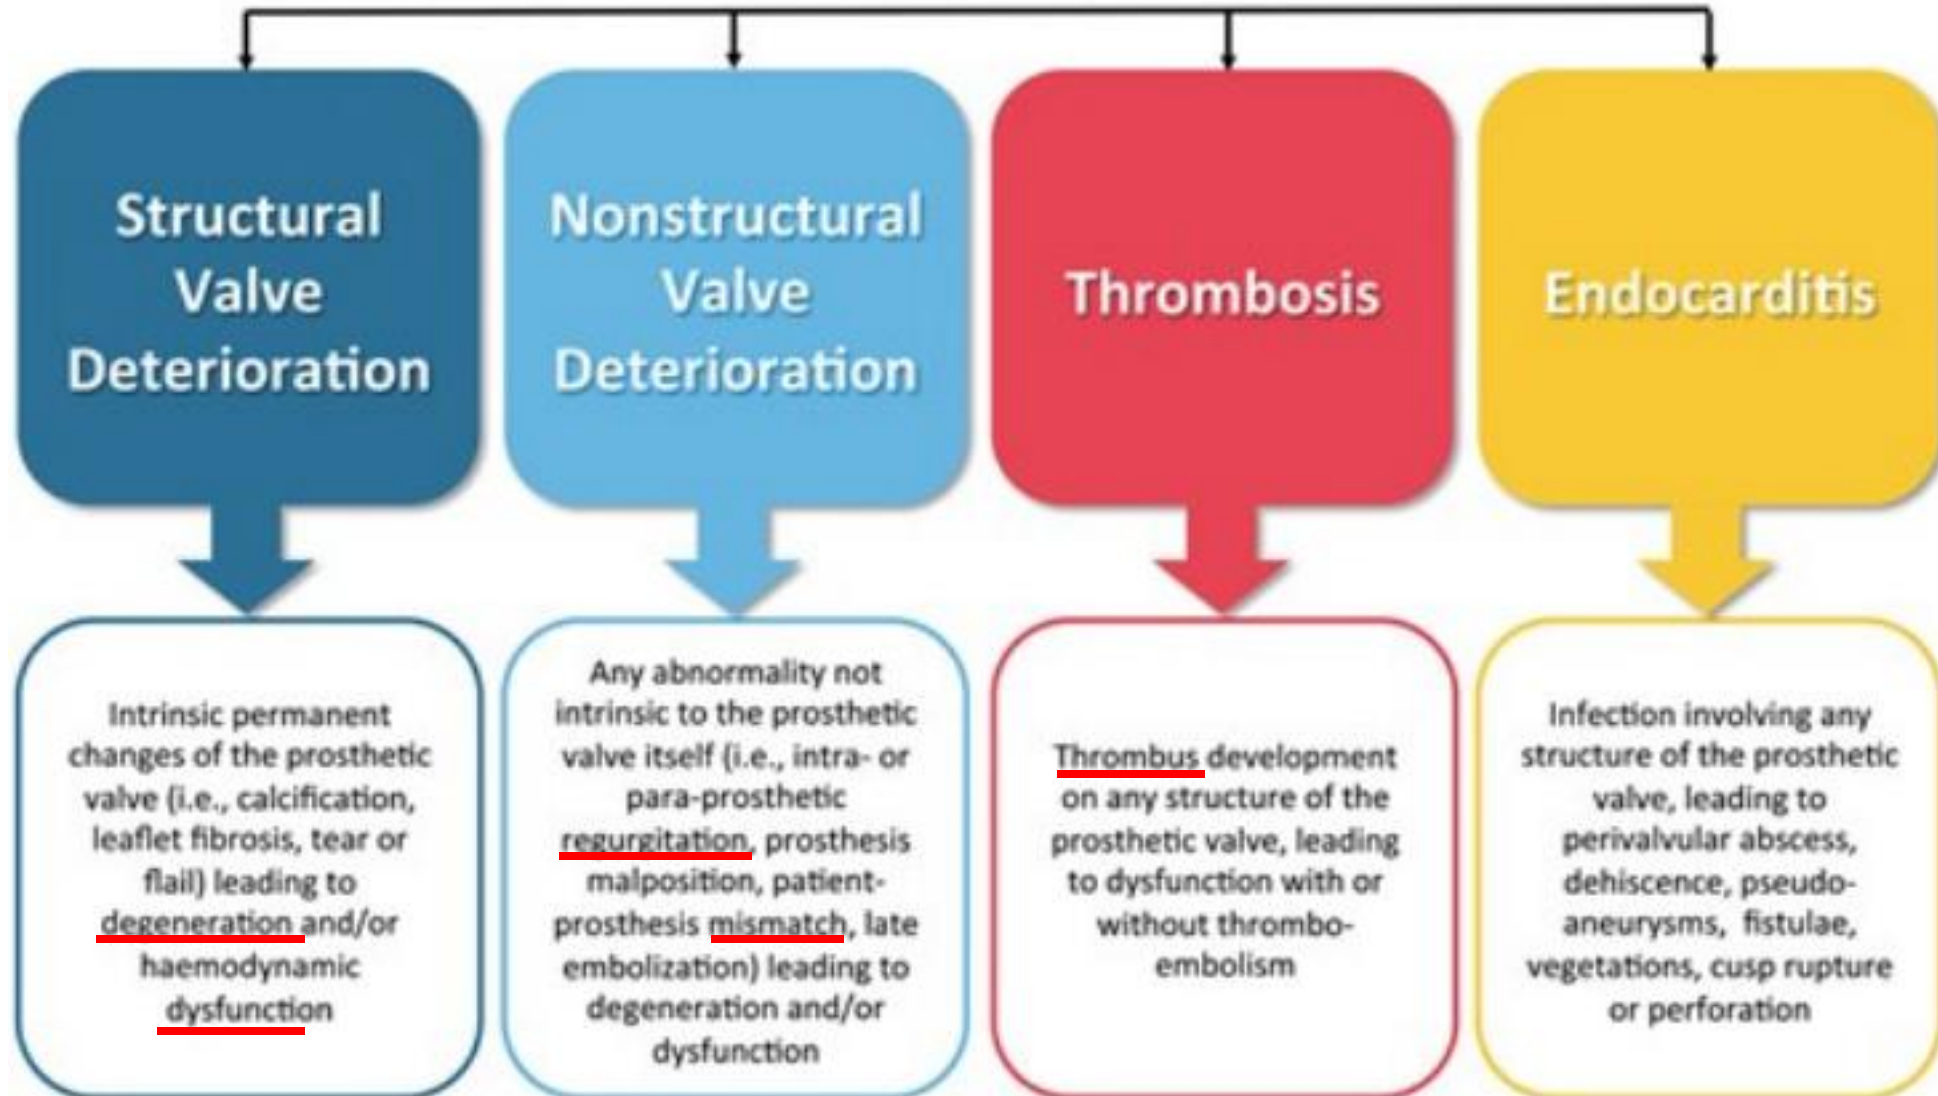 Structural
Valve
Deterioration
Nonstructural
Valve
Deterioration
Thrombosis
Endocarditis
Intrinsic permanent
changes of the prosthetic
valve (i.e., calcification,
leaflet fibrosis, tear or
flail) leading to
degeneration and/or
haemodynamic
dysfunction
Any abnormality not
intrinsic to the prosthetic
valve itself (i.e., intra- or
para-prosthetic
regurgitation, prosthesis
malposition, patient-
prosthesis mismatch, late
embolization) leading to
degeneration and/or
dysfunction
Thrombus development
on any structure of the
prosthetic valve, leading
to dysfunction with or
without thrombo-
embolism
Infection involving any
structure of the prosthetic
valve, leading to
perivalvular abscess,
dehiscence, pseudo-
aneurysms, fistulae,
vegetations, cusp rupture
or perforation